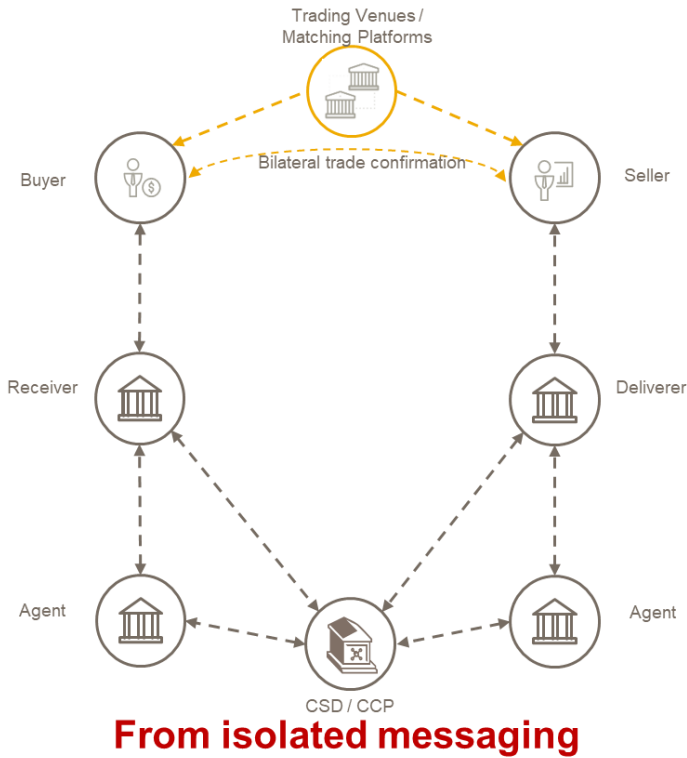 Trading Venues /
Matching Platforms
Bilateral trade confirmation
Buyer
$
Seller
Receiver
Deliverer
Agent
Agent
CSD / CCP
From isolated messaging